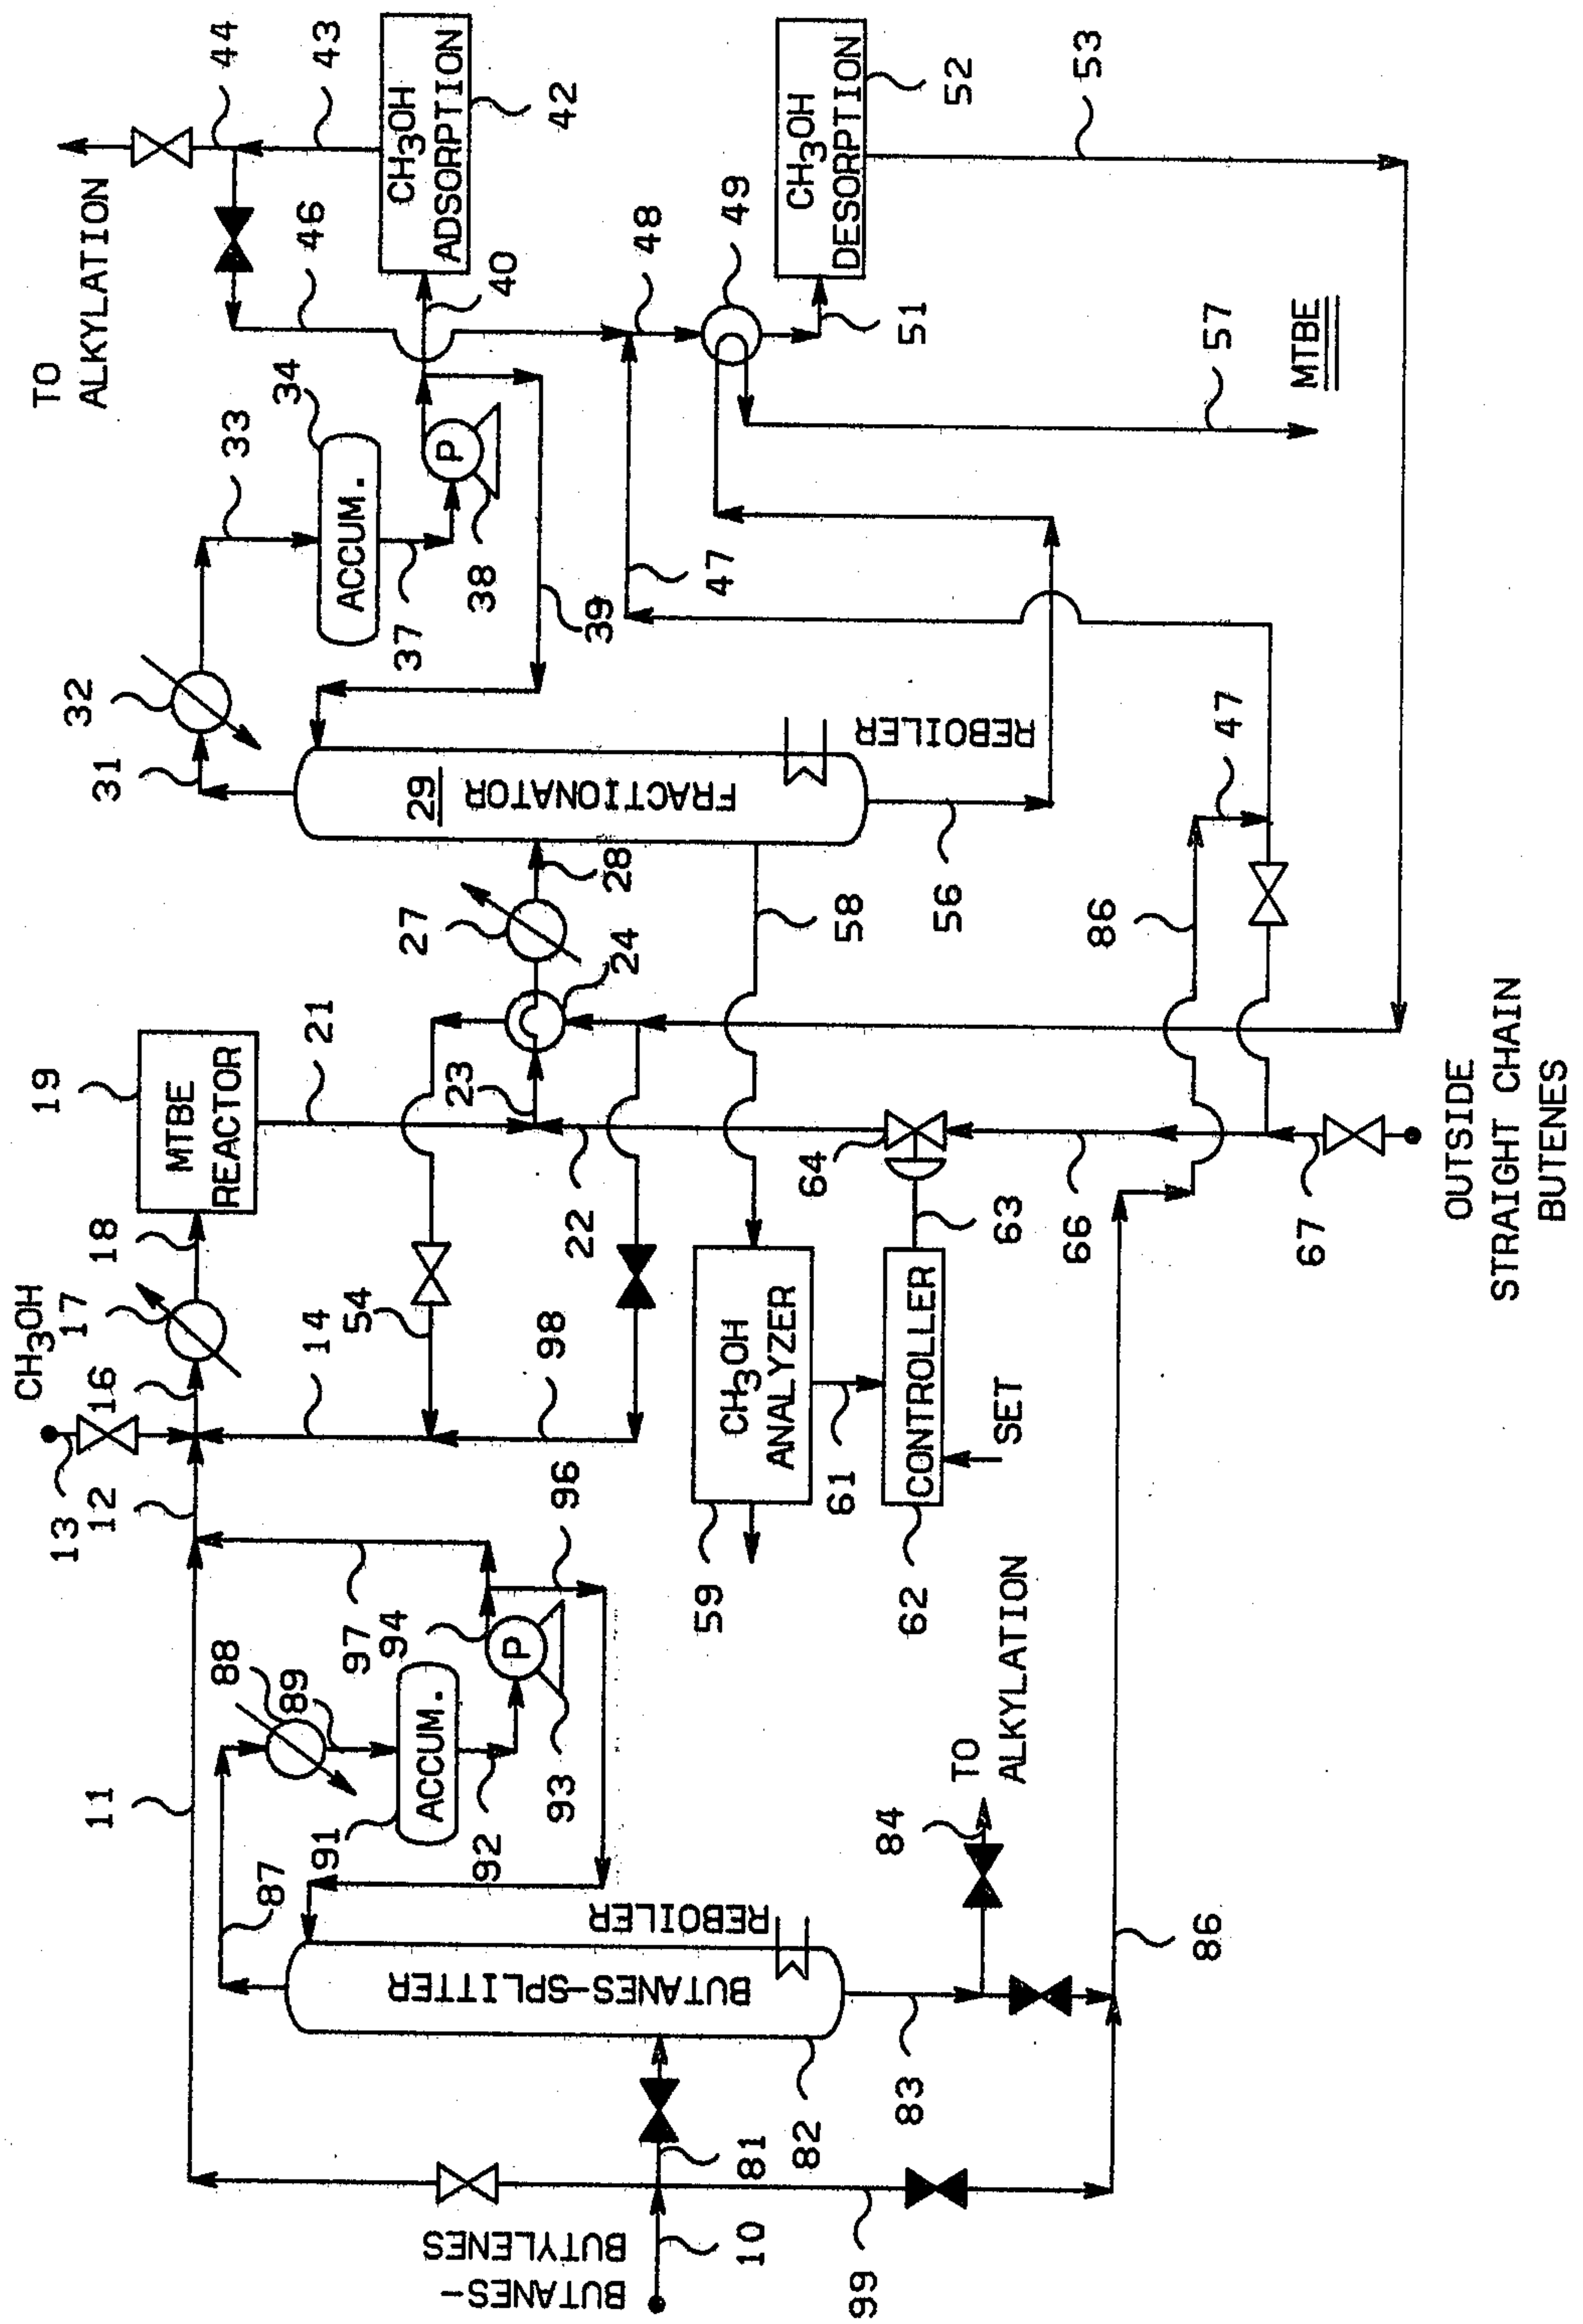 CH3OH
13
12
16
17
18
19
MTBE
REACTOR
21
11
14
54
98
22
23
24
27
28
31
32
33
ACCUM.
34
37
P
38
39
40
TO
ALKYLATION
44
43
CH3OH
ADSORPTION
42
46
47
48
49
51
CH3OH
DESORPTION
52
53
57
MTBE
FRACTIONATOR
29
REBOILER
56
58
CH3OH
ANALYZER
59
61
CONTROLLER
62
SET
63
64
66
67
OUTSIDE
STRAIGHT CHAIN
BUTENES
86
47
87
88
89
ACCUM.
91
92
P
93
94
97
96
BUTANES-SPLITTER
REBOILER
82
83
84
TO
ALKYLATION
86
81
BUTANES-
BUTYLENES
10
99